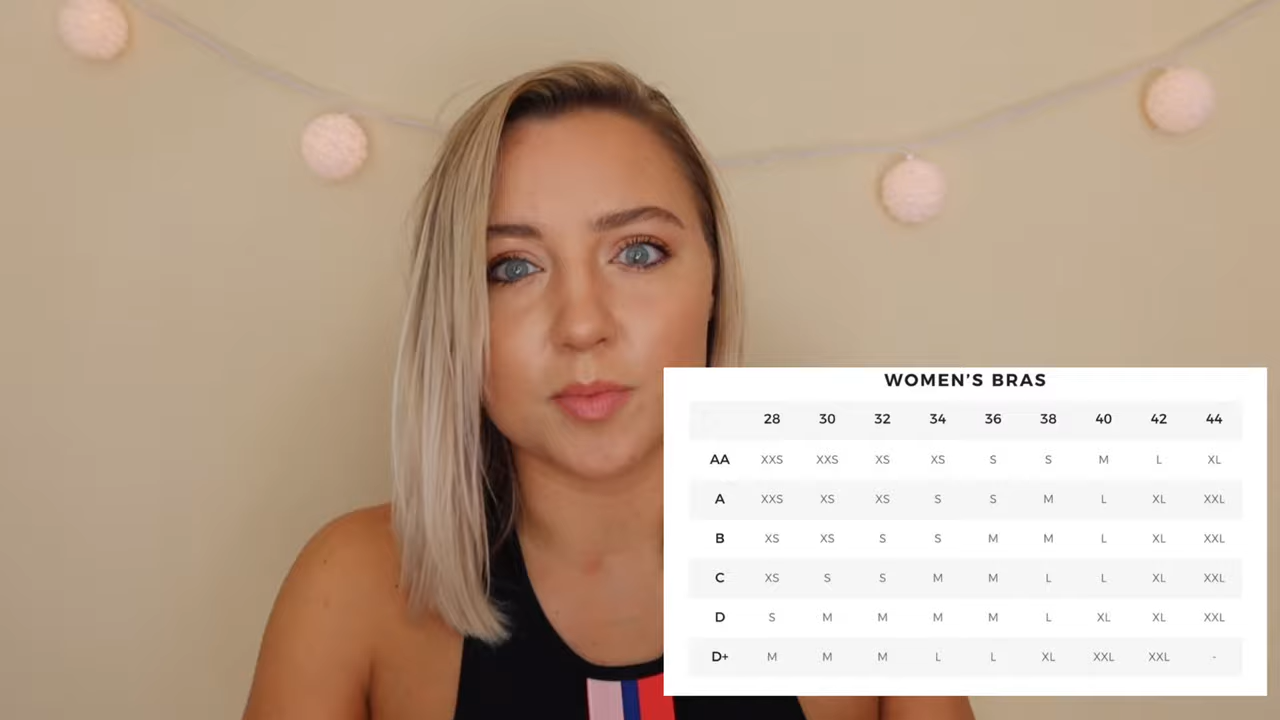 WOMEN'S BRAS
28 30 32 34 36 38 40 42 44
AA XXS XXS XS XS S S M L XL
A XXS XS XS S S M L XL XXL
B XS XS S S M M L XL XXL
C XS S S M M L L XL XXL
D S M M M M L XL XL XXL
D+ M M M L L XL XXL XXL -